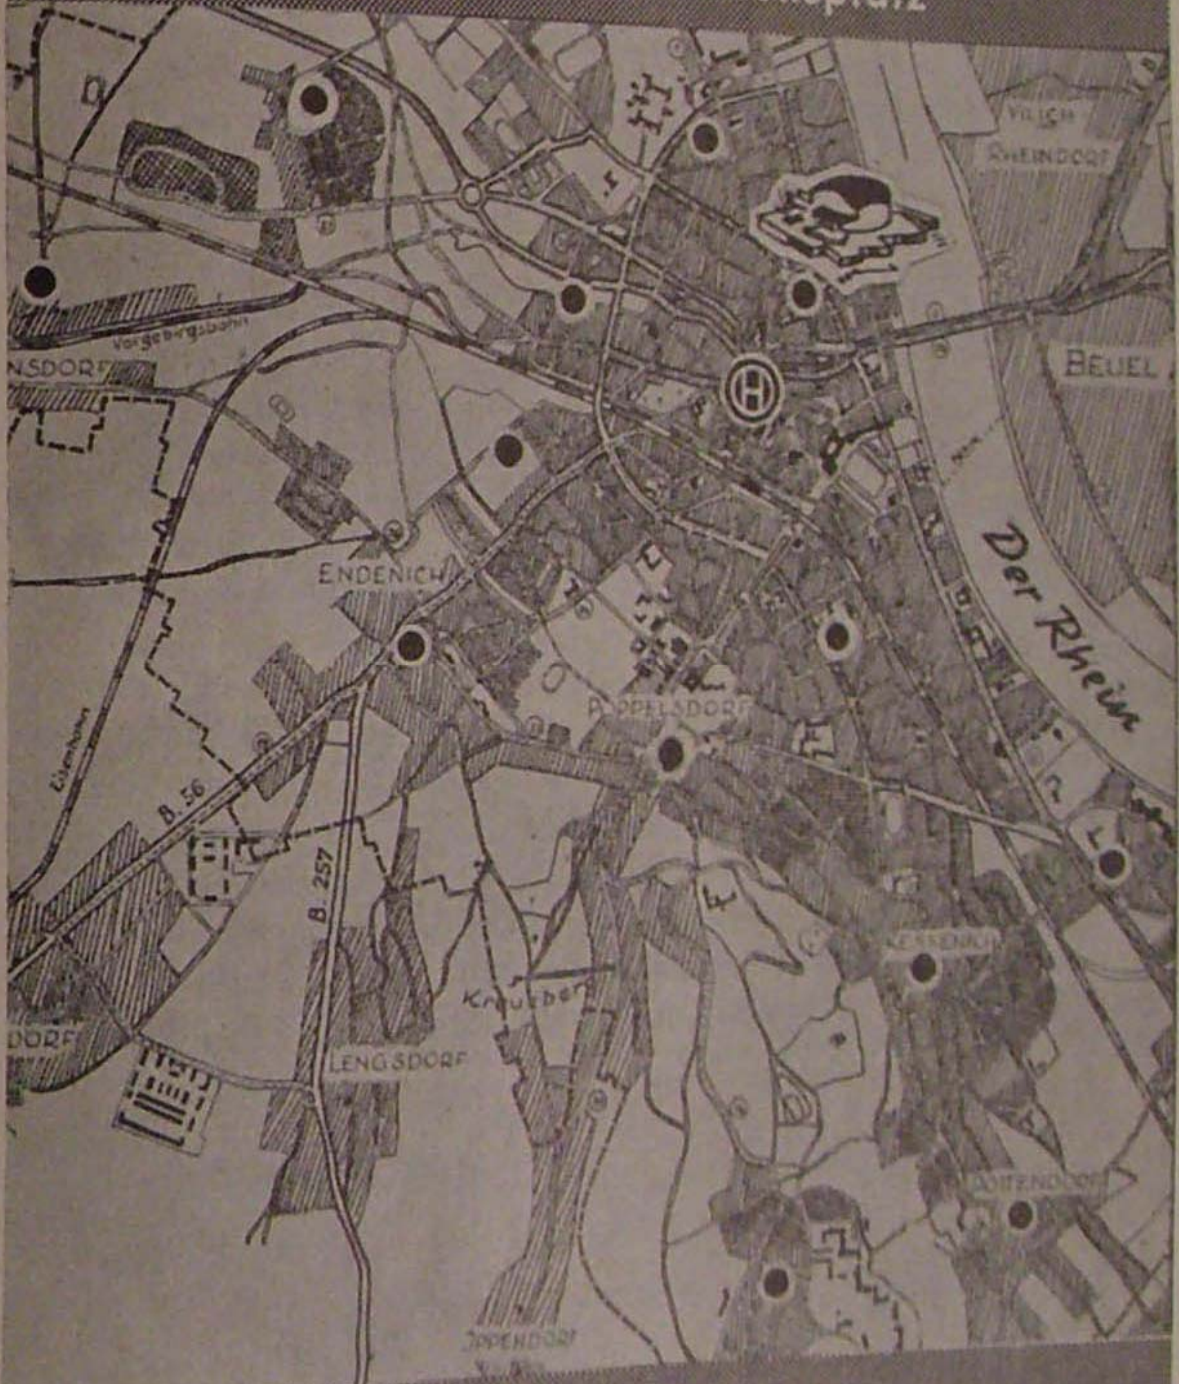 VILICH
RHEINDORF
Vorgebirgsbahn
NSDORF
H
BEUEL
ENDENICH
Der Rhein
POPPELSDORF
Eisenbahn
B. 56
B. 257
KESSENICH
Kreuzberg
DORF
LENGSDORF
DOTTENDORF
IPPENDORF